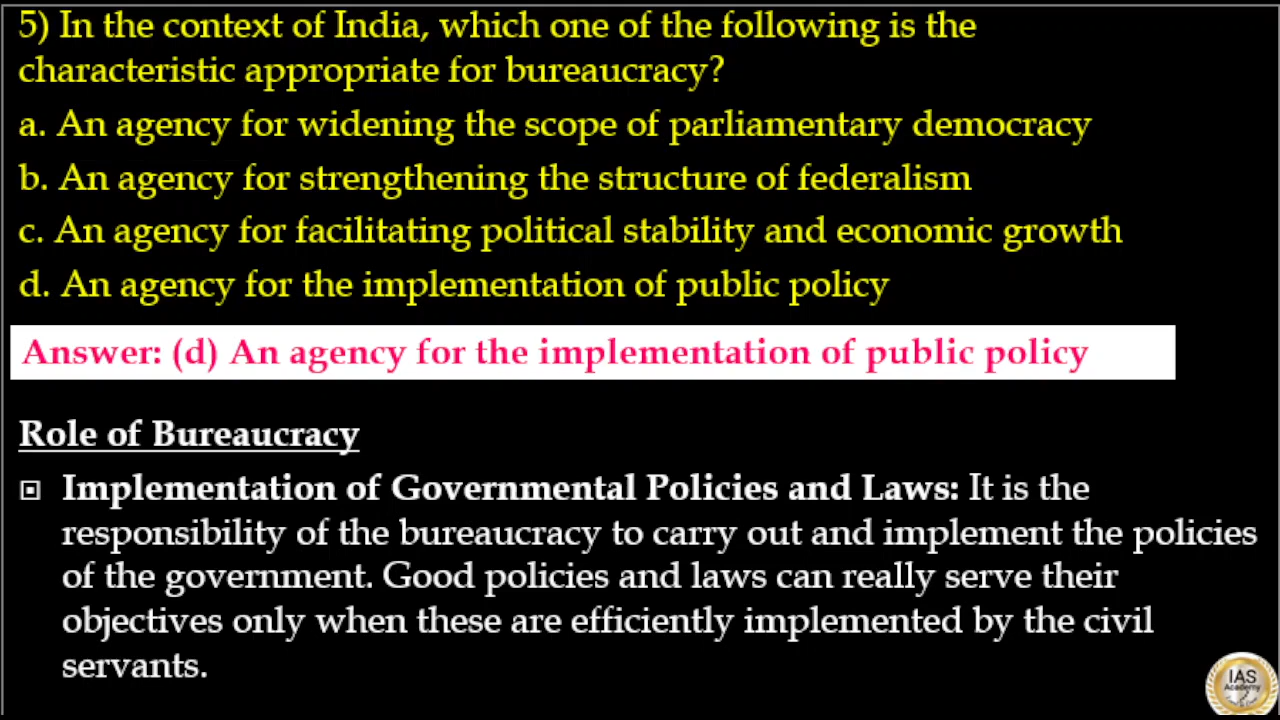 5) In the context of India, which one of the following is the
characteristic appropriate for bureaucracy?
a. An agency for widening the scope of parliamentary democracy
b. An agency for strengthening the structure of federalism
c. An agency for facilitating political stability and economic growth
d. An agency for the implementation of public policy
Answer: (d) An agency for the implementation of public policy
Role of Bureaucracy
Implementation of Governmental Policies and Laws: It is the
responsibility of the bureaucracy to carry out and implement the policies
of the government. Good policies and laws can really serve their
objectives only when these are efficiently implemented by the civil
servants.
IAS
Academy